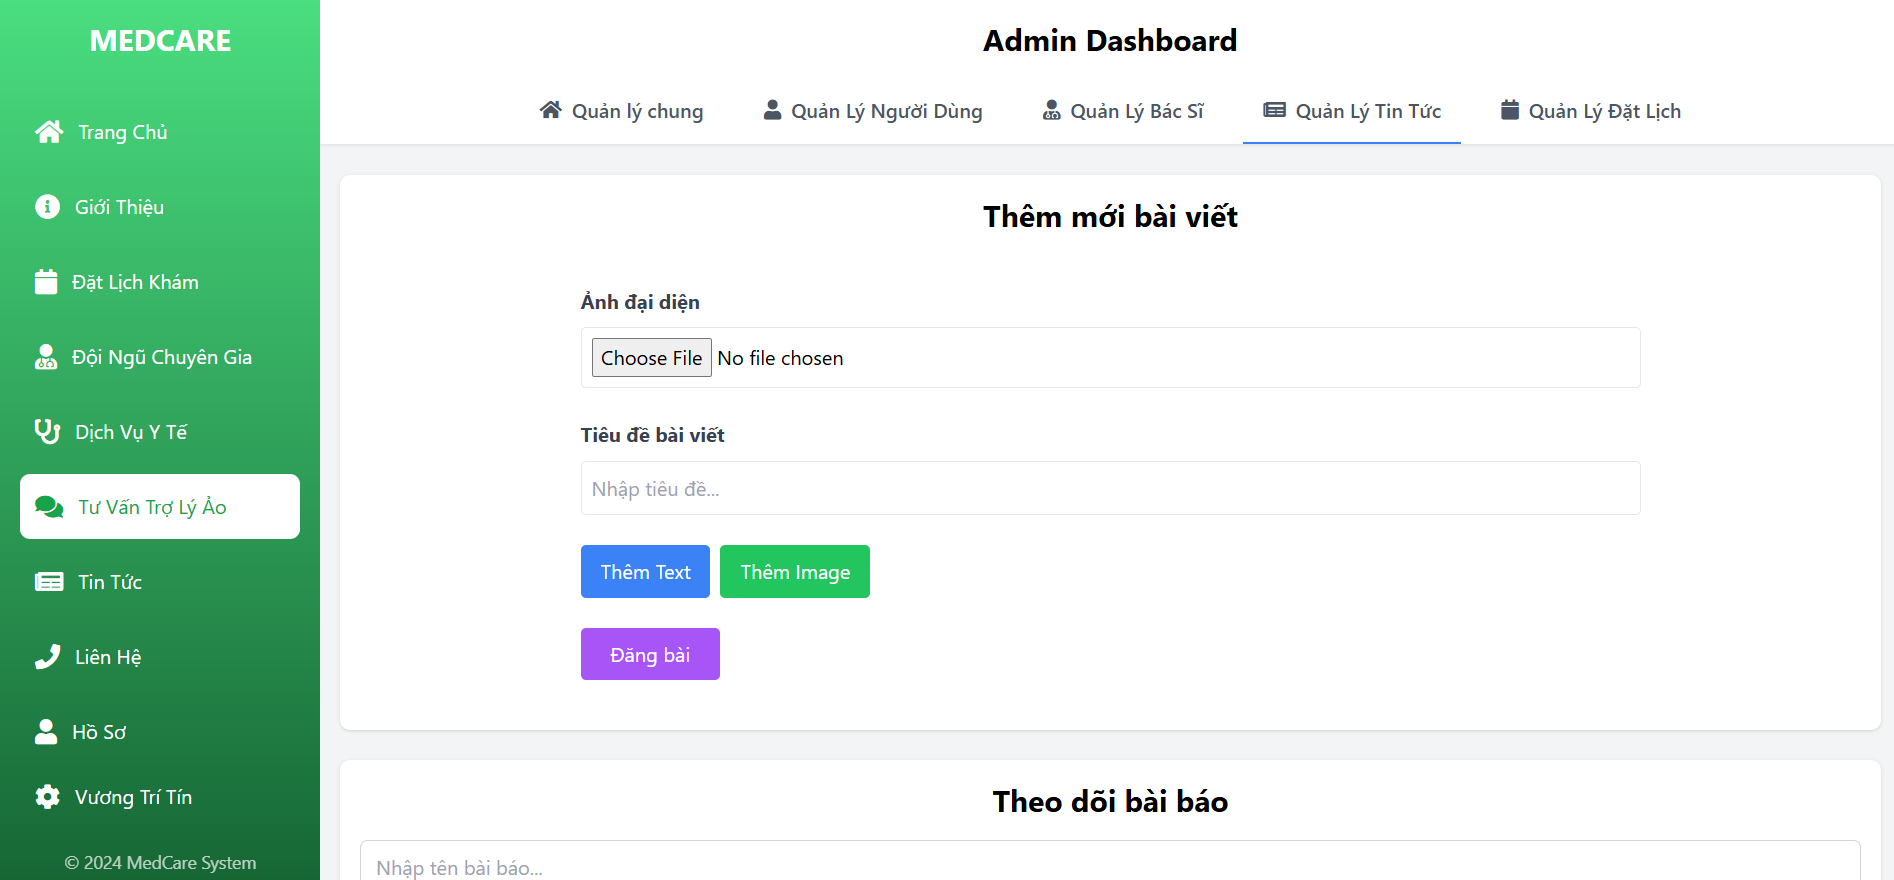 MEDCARE
Trang Chủ
Giới Thiệu
Đặt Lịch Khám
Đội Ngũ Chuyên Gia
Dịch Vụ Y Tế
Tư Vấn Trợ Lý Ảo
Tin Tức
Liên Hệ
Hồ Sơ
Vương Trí Tín
© 2024 MedCare System
Admin Dashboard
Quản lý chung
Quản Lý Người Dùng
Quản Lý Bác Sĩ
Quản Lý Tin Tức
Quản Lý Đặt Lịch
Thêm mới bài viết
Ảnh đại diện
Choose File No file chosen
Tiêu đề bài viết
Nhập tiêu đề...
Thêm Text
Thêm Image
Đăng bài
Theo dõi bài báo
Nhập tên bài báo...